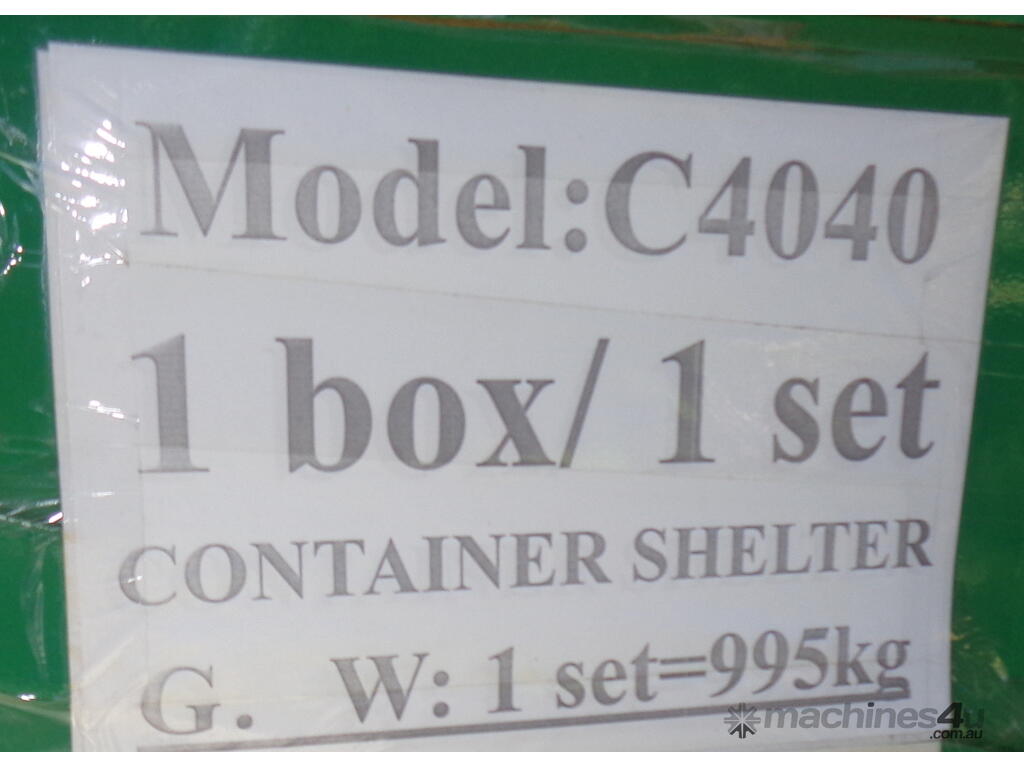 Model:C4040
1 box/ 1 set
CONTAINER SHELTER
G. W: 1 set=995kg
machines4u
.com.au